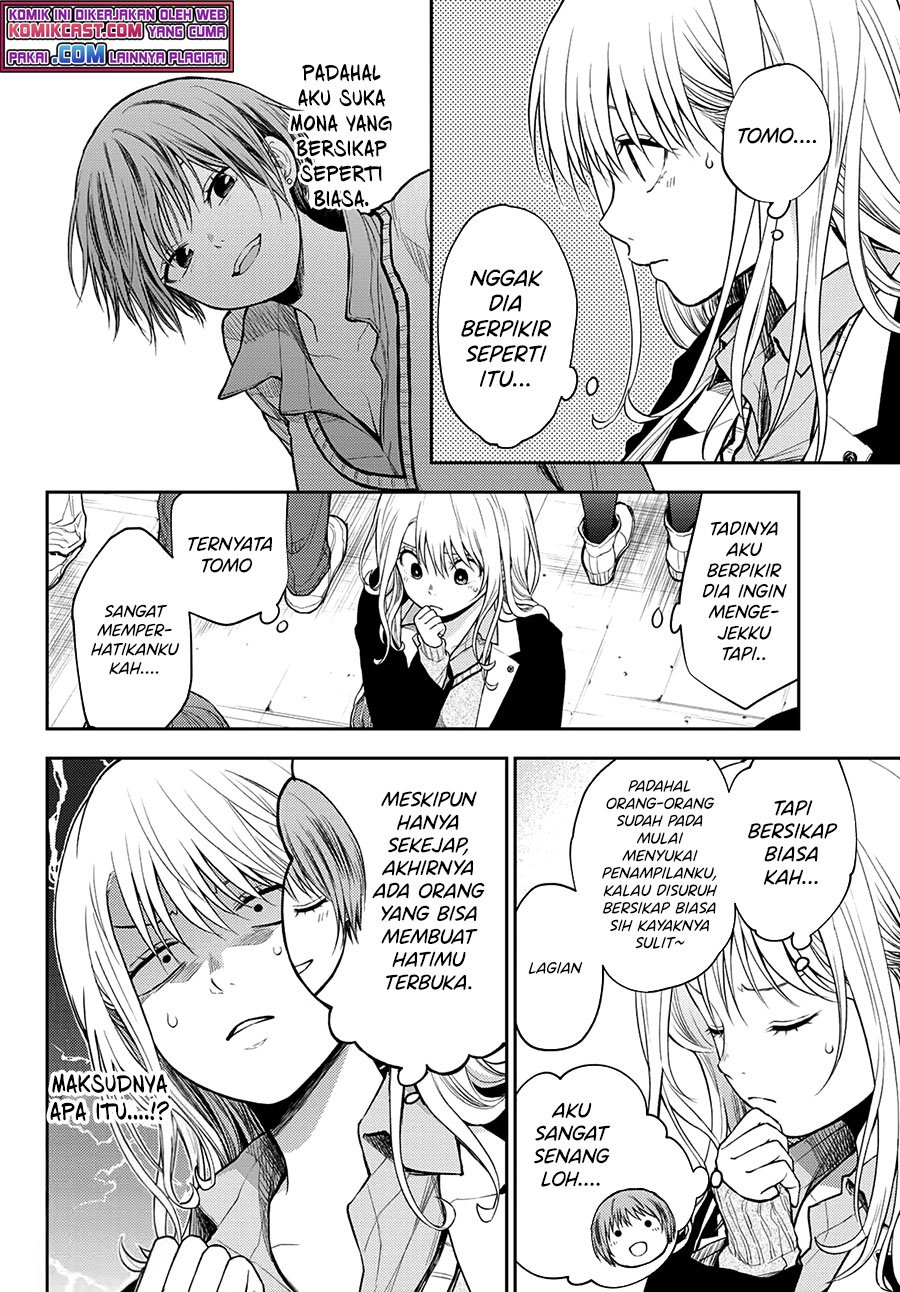 KOMIK INI DIKERJAKAN OLEH WEB
KOMIKCAST.COM YANG CUMA
PAKAI .COM LAINNYA PLAGIAT!
TOMO....
NGGAK
DIA
BERPIKIR
SEPERTI
ITU...
PADAHAL
AKU SUKA
MONA YANG
BERSIKAP
SEPERTI
BIASA.
TADINYA
AKU
BERPIKIR
DIA INGIN
MENGE-
JEKKU
TAPI..
TERNYATA
TOMO
SANGAT
MEMPER-
HATIKANKU
KAH....
TAPI
BERSIKAP
BIASA
KAH...
PADAHAL
ORANG-ORANG
SUDAH PADA
MULAI
MENYUKAI
PENAMPILANKU,
KALAU DISURUH
BERSIKAP BIASA
SIH KAYAKNYA
SULIT~
LAGIAN
AKU
SANGAT
SENANG
LOH....
MESKIPUN
HANYA
SEKEJAP,
AKHIRNYA
ADA ORANG
YANG BISA
MEMBUAT
HATIMU
TERBUKA.
MAKSUDNYA
APA ITU....!?